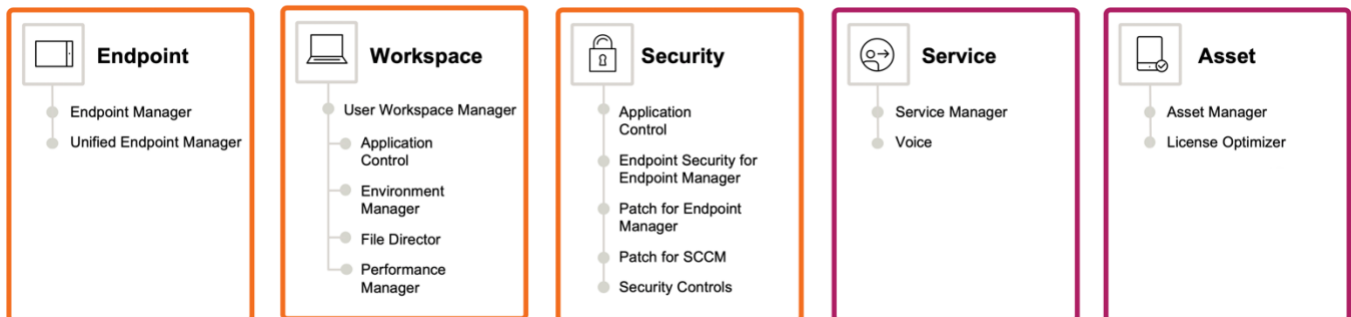 Endpoint
Endpoint Manager
Unified Endpoint Manager
Workspace
User Workspace Manager
Application
Control
Environment
Manager
File Director
Performance
Manager
Security
Application
Control
Endpoint Security for
Endpoint Manager
Patch for Endpoint
Manager
Patch for SCCM
Security Controls
Service
Service Manager
Voice
Asset
Asset Manager
License Optimizer